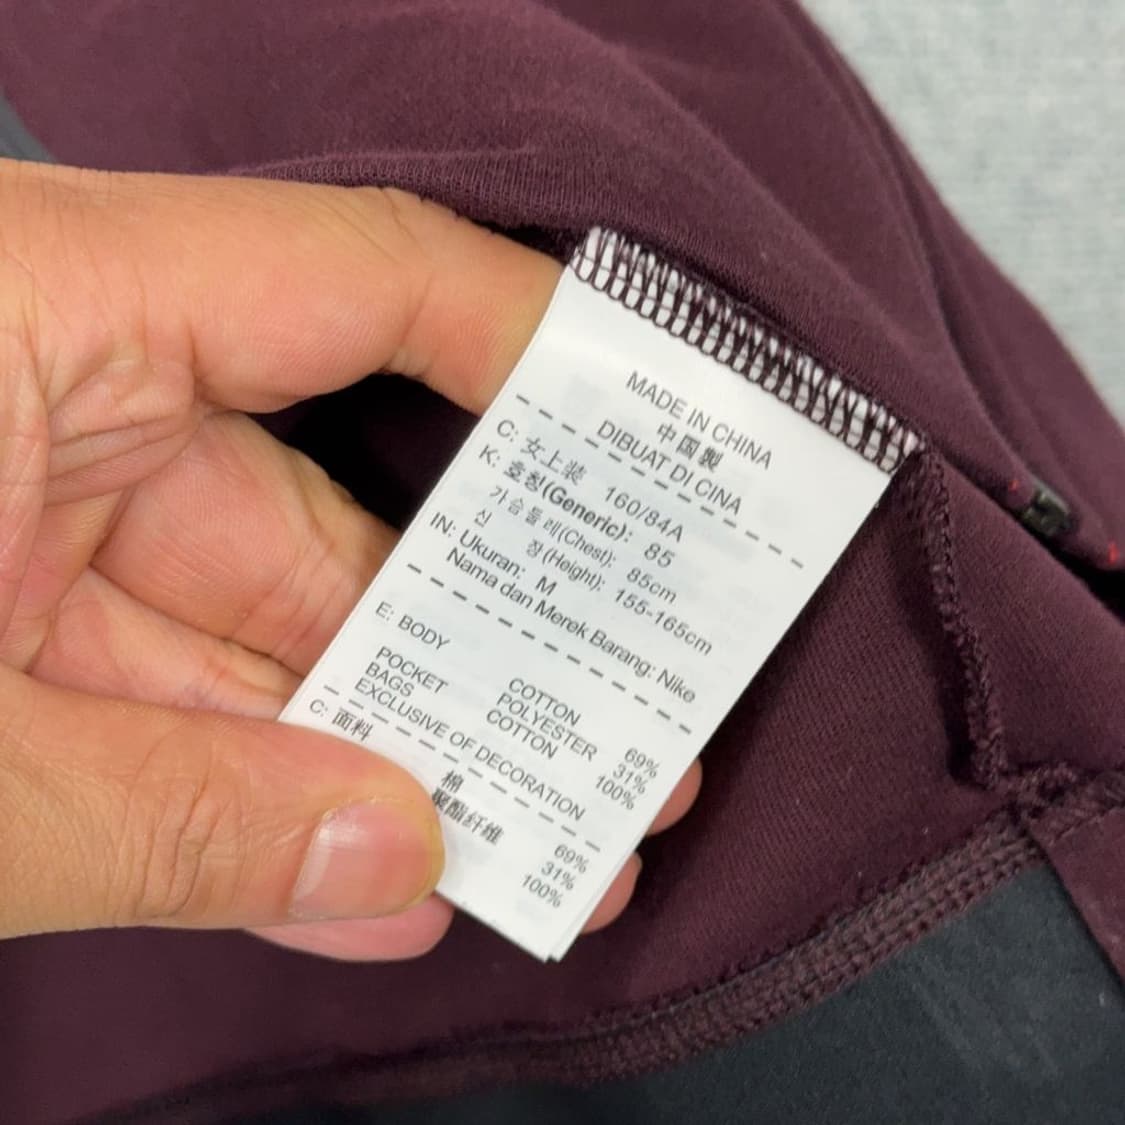 MADE IN CHINA
中国製
DIBUAT DI CINA
C: 女上装 160/84A
K: 호칭(Generic): 85
가슴둘레(Chest): 85cm
신 장(Height): 155-165cm
IN: Ukuran: M
Nama dan Merek Barang: Nike
E: BODY COTTON 69%
POLYESTER 31%
POCKET BAGS COTTON 100%
EXCLUSIVE OF DECORATION
C: 面料 棉 69%
聚酯纤维 31%
100%